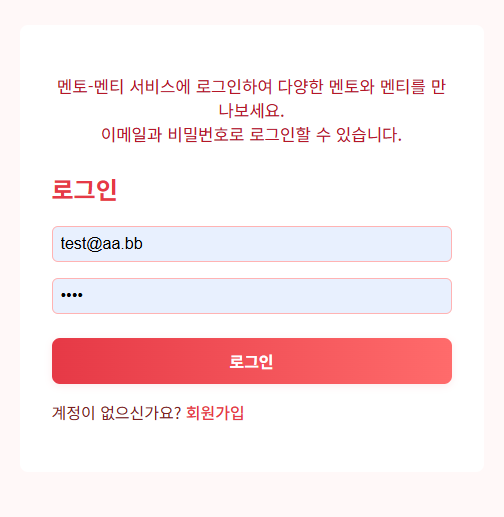 멘토-멘티 서비스에 로그인하여 다양한 멘토와 멘티를 만
나보세요.
이메일과 비밀번호로 로그인할 수 있습니다.
로그인
test@aa.bb
••••
로그인
계정이 없으신가요? 회원가입